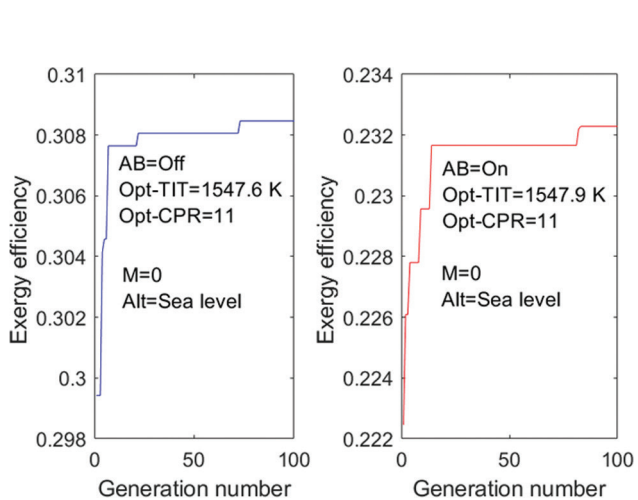 0.31
0.308
0.306
0.304
0.302
0.3
0.298
Exergy efficiency
AB=Off
Opt-TIT=1547.6 K
Opt-CPR=11
M=0
Alt=Sea level
0 50 100
Generation number
0.234
0.232
0.23
0.228
0.226
0.224
0.222
Exergy efficiency
AB=On
Opt-TIT=1547.9 K
Opt-CPR=11
M=0
Alt=Sea level
0 50 100
Generation number